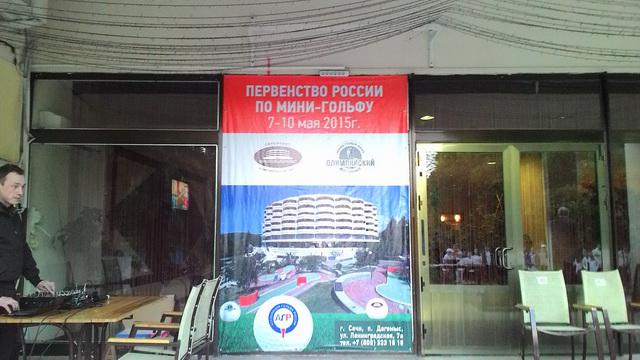 ПЕРВЕНСТВО РОССИИ
ПО МИНИ-ГОЛЬФУ
7-10 мая 2015г.
ОЛИМПИЙСКИЙ
АГР
г. Сочи, п. Дагомыс,
ул. Ленинградская, 7а
тел. +7 (800) 333 16 16